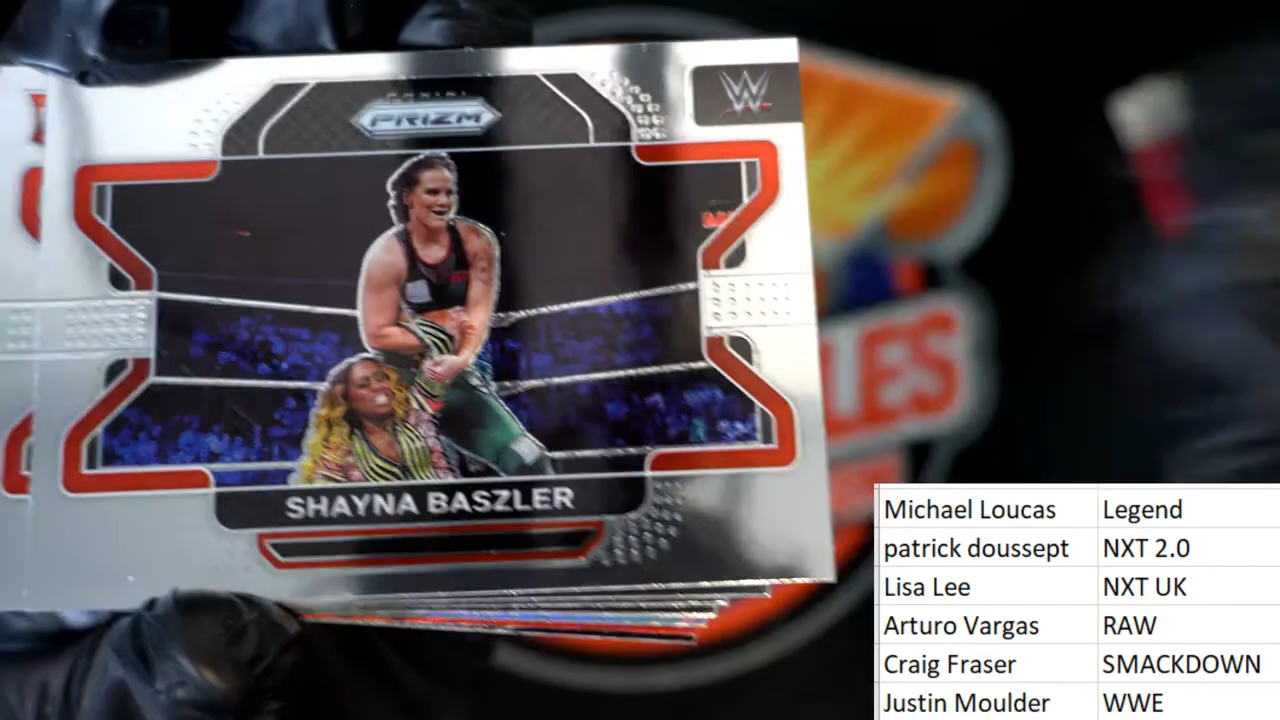 PANINI
PRIZM
W
SHAYNA BASZLER
LES
Michael Loucas Legend
patrick doussept NXT 2.0
Lisa Lee NXT UK
Arturo Vargas RAW
Craig Fraser SMACKDOWN
Justin Moulder WWE